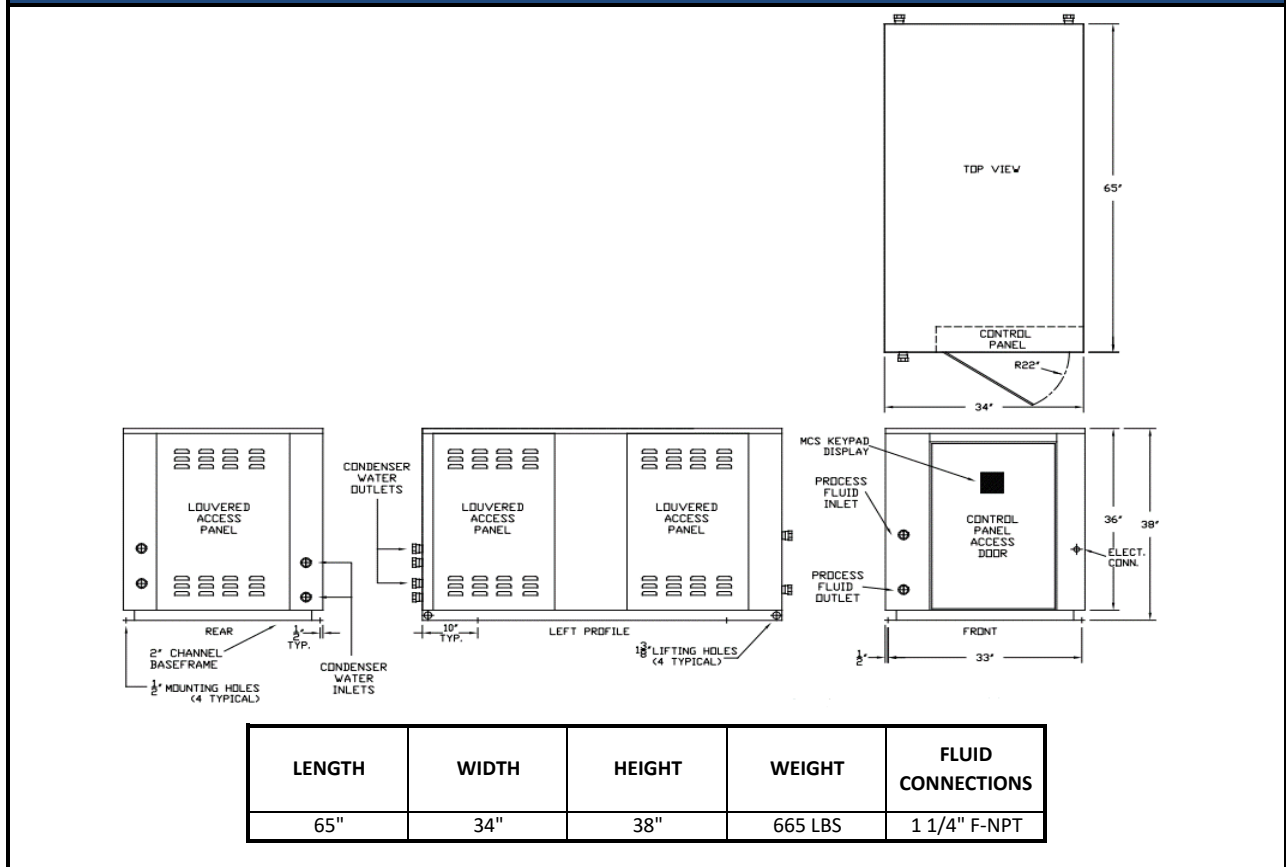 TOP VIEW
65"
CONTROL
PANEL
R22"
34"
LOUVERED
ACCESS
PANEL
REAR
1/2"
TYP.
2" CHANNEL
BASEFRAME
1/2" MOUNTING HOLES
(4 TYPICAL)
CONDENSER
WATER
INLETS
CONDENSER
WATER
OUTLETS
LOUVERED
ACCESS
PANEL
LOUVERED
ACCESS
PANEL
10"
TYP.
LEFT PROFILE
1 3/8" LIFTING HOLES
(4 TYPICAL)
MCS KEYPAD
DISPLAY
PROCESS
FLUID
INLET
PROCESS
FLUID
OUTLET
CONTROL
PANEL
ACCESS
DOOR
36"
38"
ELECT.
CONN.
FRONT
1/2"
33"
LENGTH WIDTH HEIGHT WEIGHT FLUID
CONNECTIONS
65" 34" 38" 665 LBS 1 1/4" F-NPT